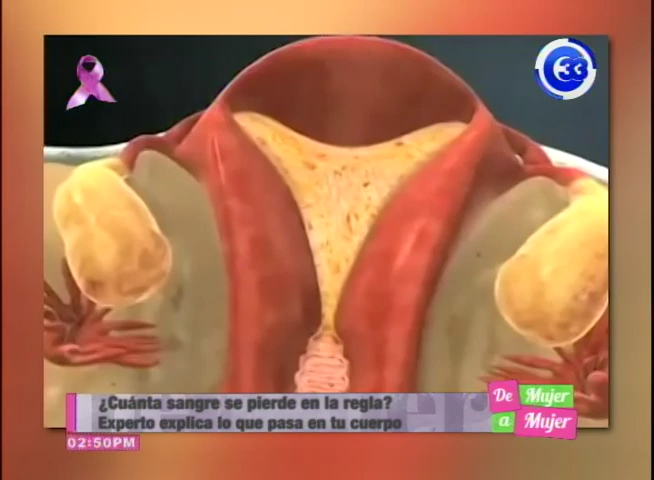 33
¿Cuánta sangre se pierde en la regla?
Experto explica lo que pasa en tu cuerpo
02:50PM
De Mujer
a Mujer